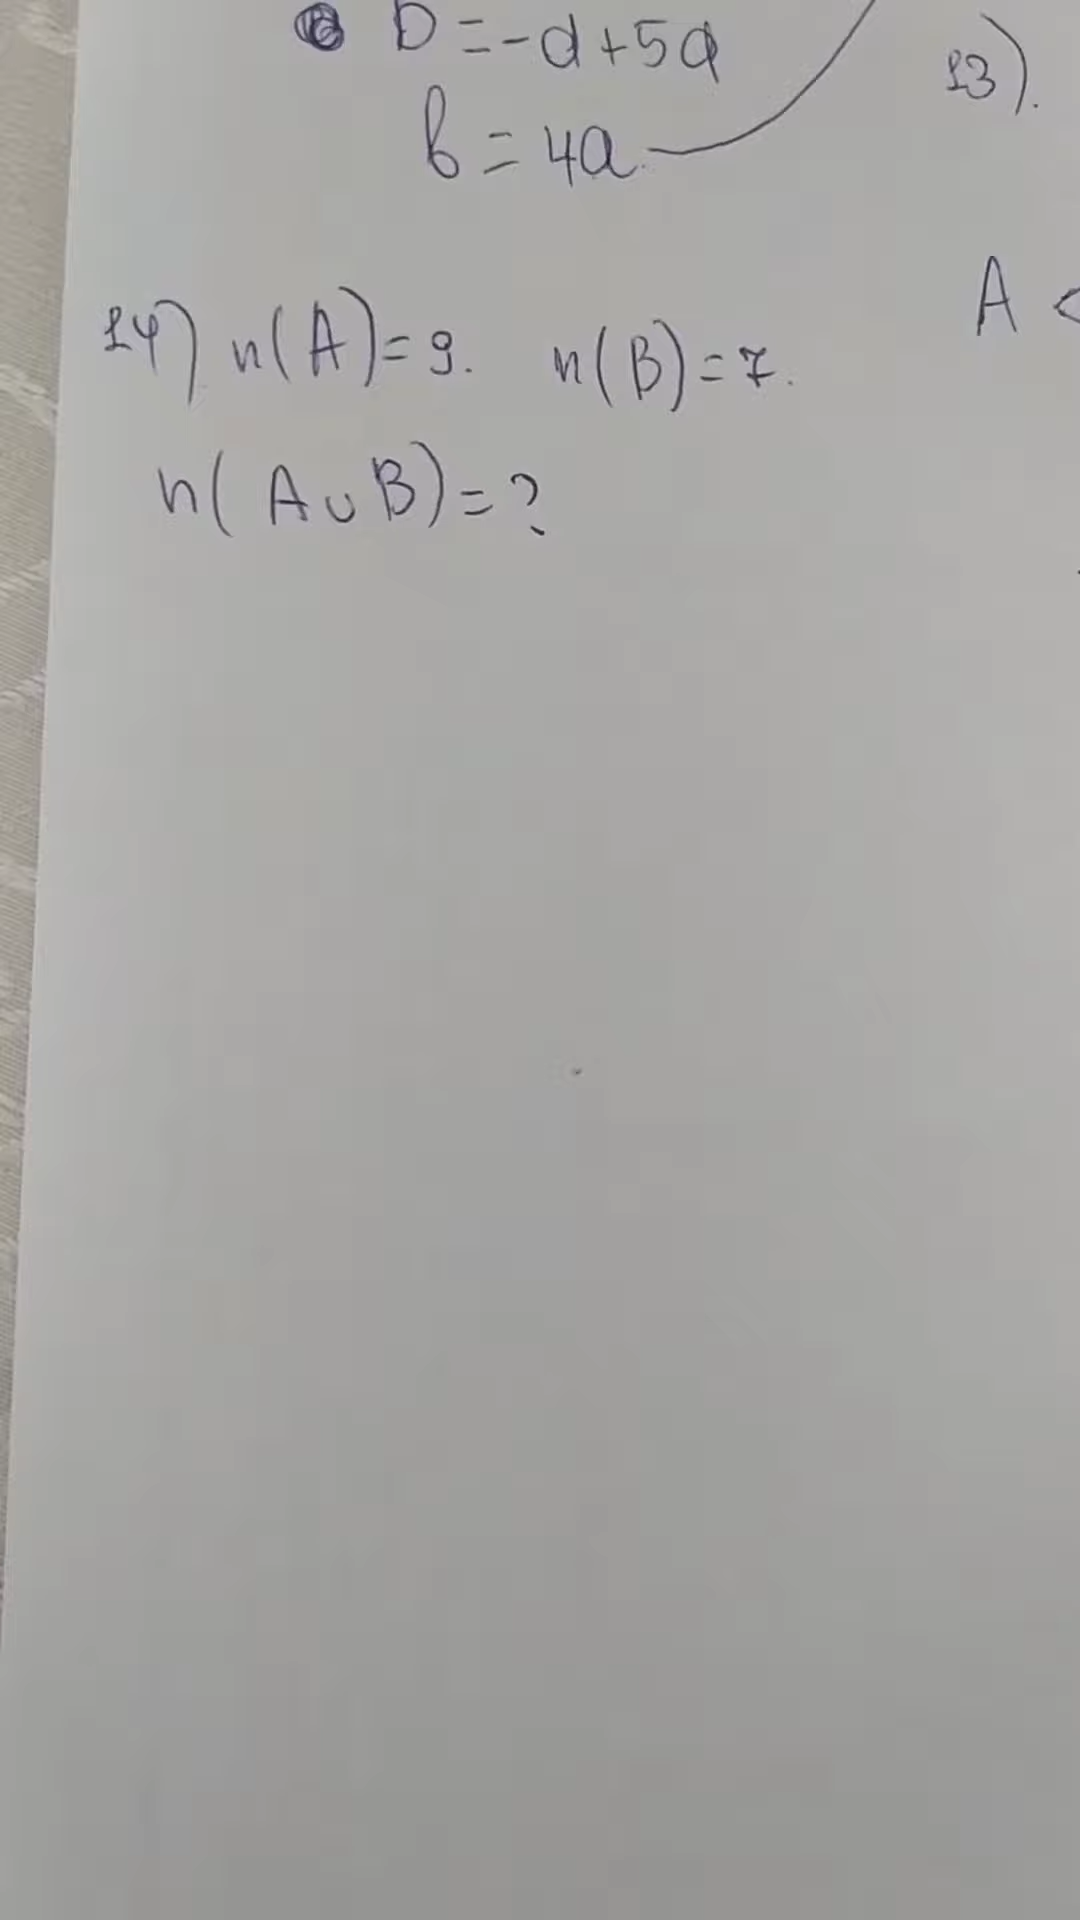 b = -a + 5a
b = 4a
13).
A <
14) n(A) = 9. n(B) = 7.
n(A ∪ B) = ?